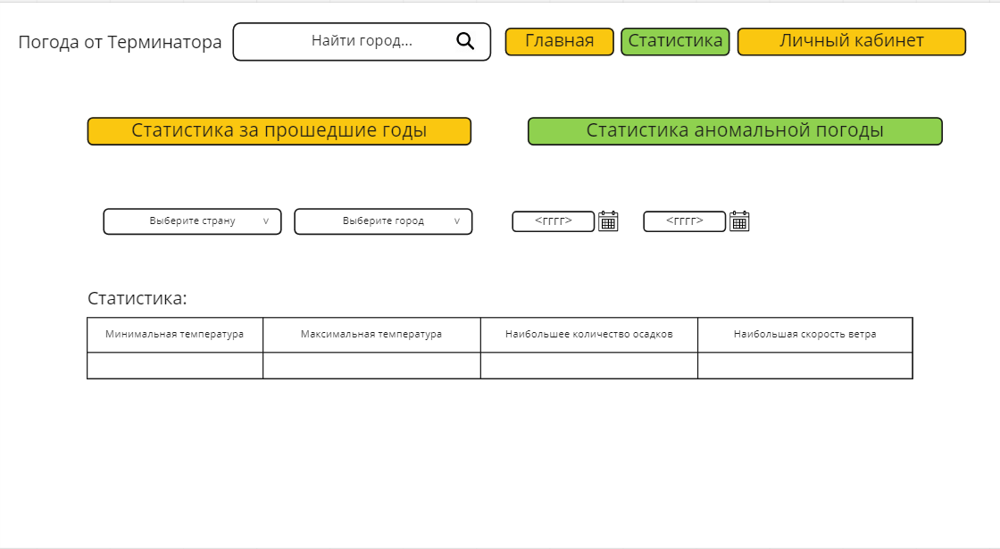 Погода от Терминатора
Найти город...
Главная
Статистика
Личный кабинет
Статистика за прошедшие годы
Статистика аномальной погоды
Выберите страну v
Выберите город v
<гггг>
<гггг>
Статистика:
Минимальная температура
Максимальная температура
Наибольшее количество осадков
Наибольшая скорость ветра